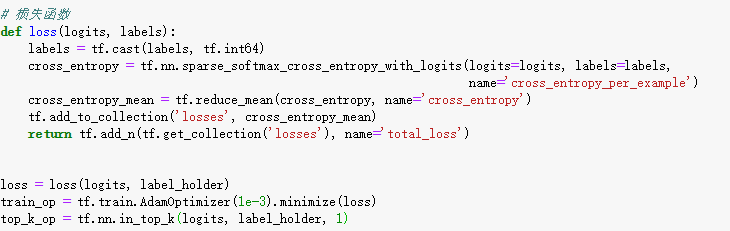 # 损失函数
def loss(logits, labels):
    labels = tf.cast(labels, tf.int64)
    cross_entropy = tf.nn.sparse_softmax_cross_entropy_with_logits(logits=logits, labels=labels,
                                                                   name='cross_entropy_per_example')
    cross_entropy_mean = tf.reduce_mean(cross_entropy, name='cross_entropy')
    tf.add_to_collection('losses', cross_entropy_mean)
    return tf.add_n(tf.get_collection('losses'), name='total_loss')
loss = loss(logits, label_holder)
train_op = tf.train.AdamOptimizer(1e-3).minimize(loss)
top_k_op = tf.nn.in_top_k(logits, label_holder, 1)